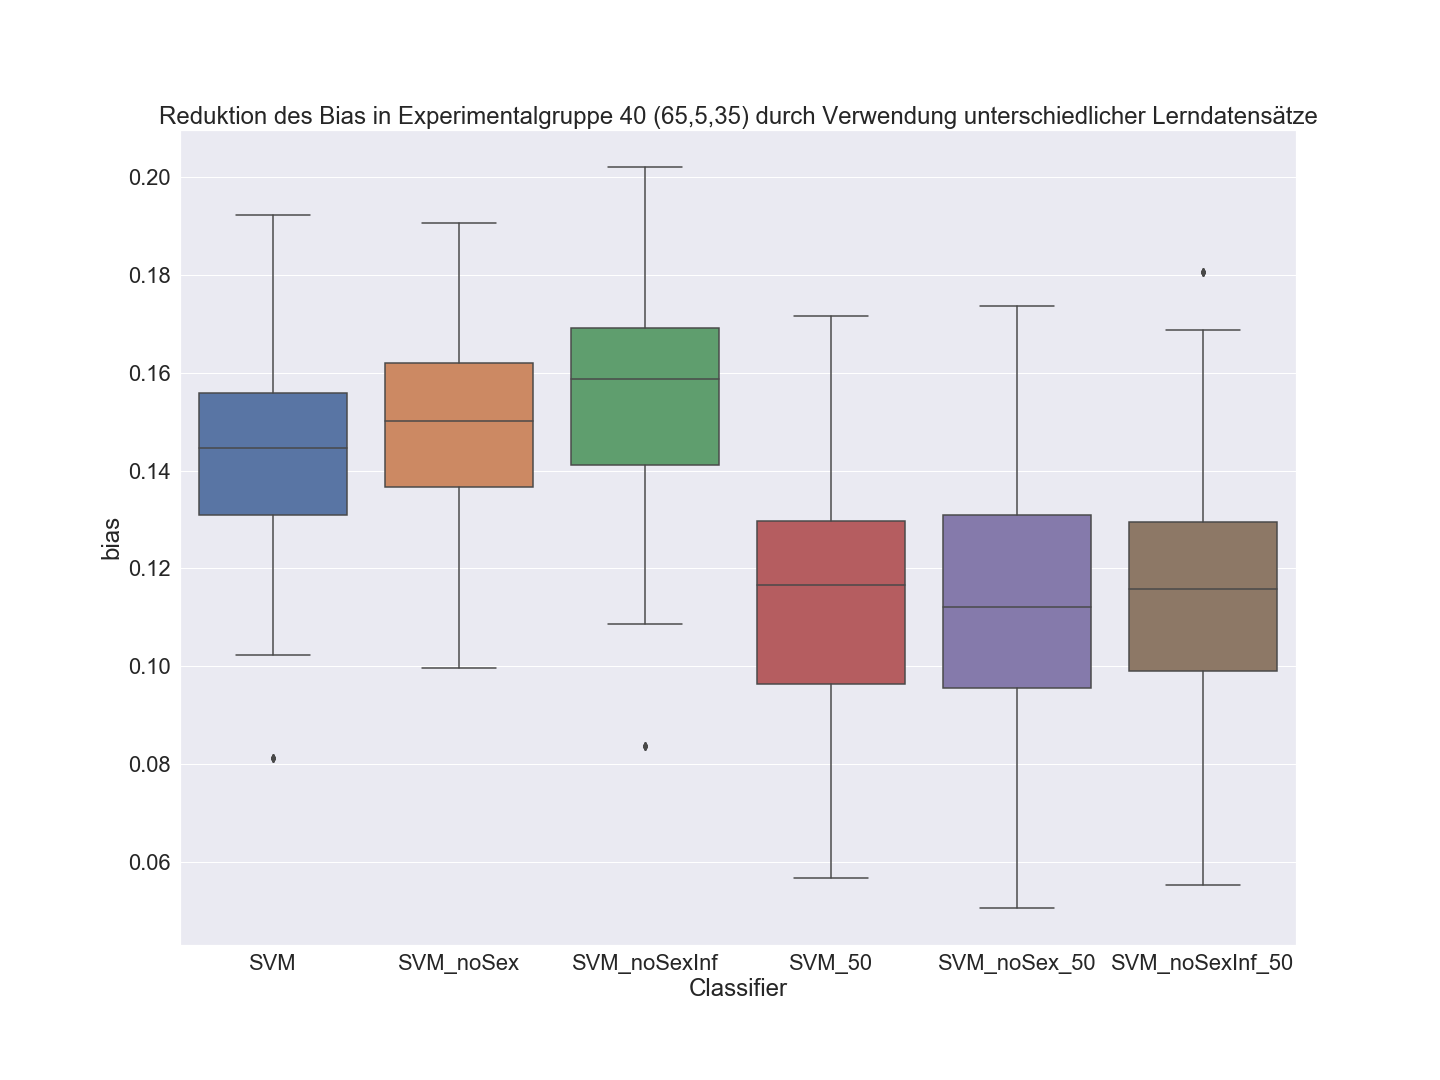 Reduktion des Bias in Experimentalgruppe 40 (65,5,35) durch Verwendung unterschiedlicher Lerndatensätze
0.20
0.18
0.16
0.14
0.12
0.10
0.08
0.06
bias
SVM SVM_noSex SVM_noSexInf SVM_50 SVM_noSex_50 SVM_noSexInf_50
Classifier